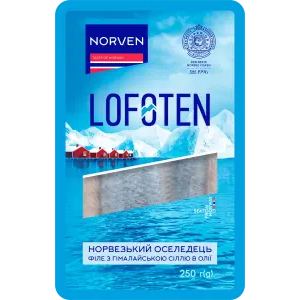 NORVEN
LOFOTEN
НОРВЕЗЬКИЙ ОСЕЛЕДЕЦЬ
ФІЛЕ З ГІМАЛАЙСЬКОЮ СІЛЛЮ В ОЛІЇ
250 г(g)